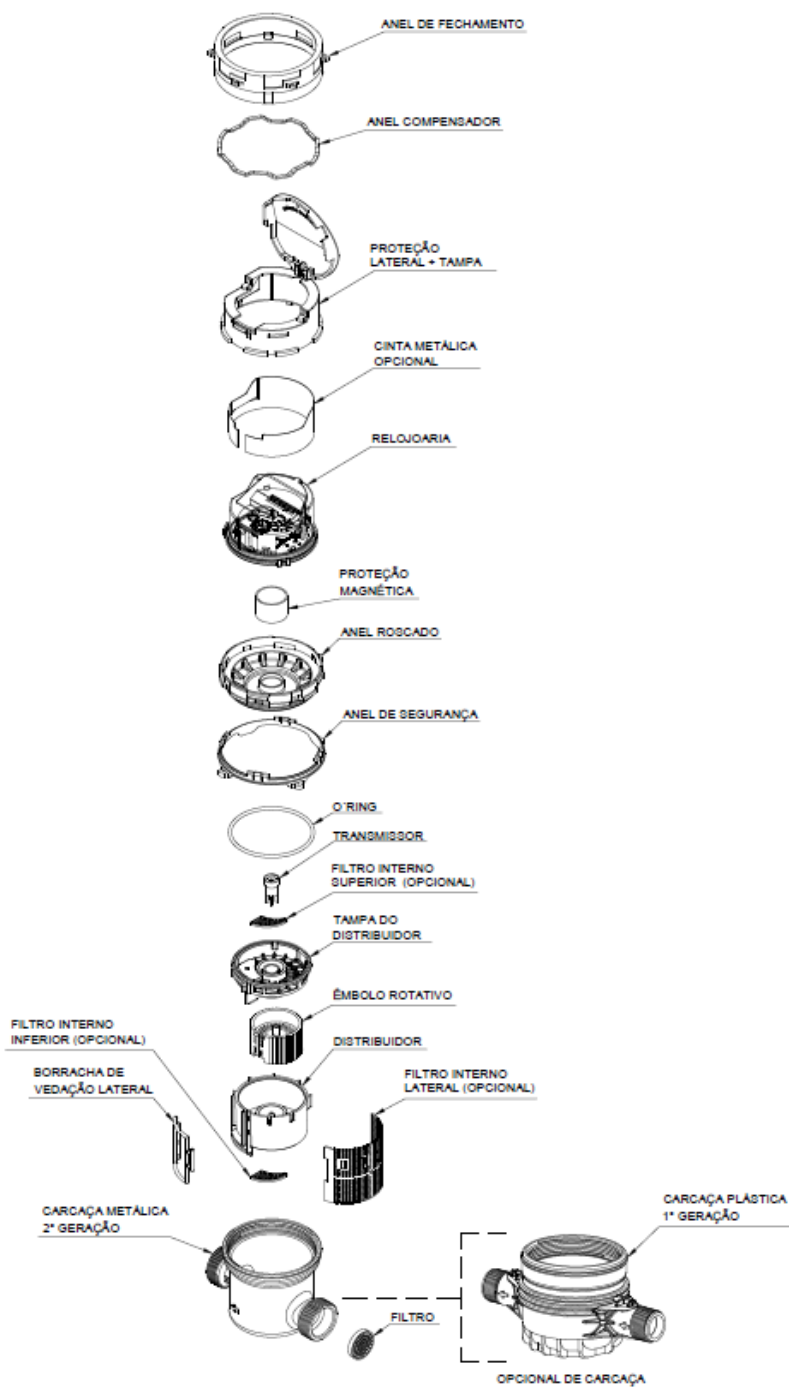 ANEL DE FECHAMENTO
ANEL COMPENSADOR
PROTEÇÃO
LATERAL + TAMPA
CINTA METÁLICA
OPCIONAL
RELOJOARIA
PROTEÇÃO
MAGNÉTICA
ANEL ROSCADO
ANEL DE SEGURANÇA
O´RING
TRANSMISSOR
FILTRO INTERNO
SUPERIOR (OPCIONAL)
TAMPA DO
DISTRIBUIDOR
ÊMBOLO ROTATIVO
FILTRO INTERNO
INFERIOR (OPCIONAL)
DISTRIBUIDOR
BORRACHA DE
VEDAÇÃO LATERAL
FILTRO INTERNO
LATERAL (OPCIONAL)
CARCAÇA METÁLICA
2° GERAÇÃO
CARCAÇA PLÁSTICA
1° GERAÇÃO
FILTRO
OPCIONAL DE CARCAÇA